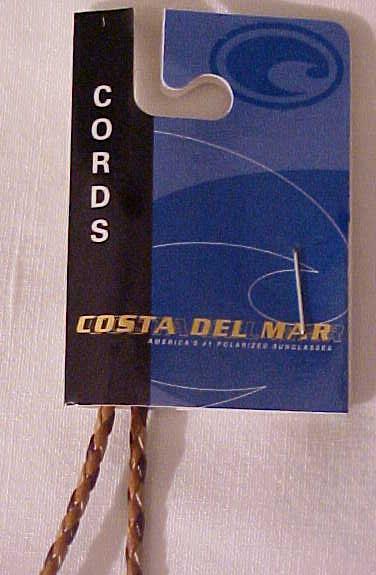 CORDS
COSTA DEL MAR
AMERICA'S #1 POLARIZED SUNGLASSES